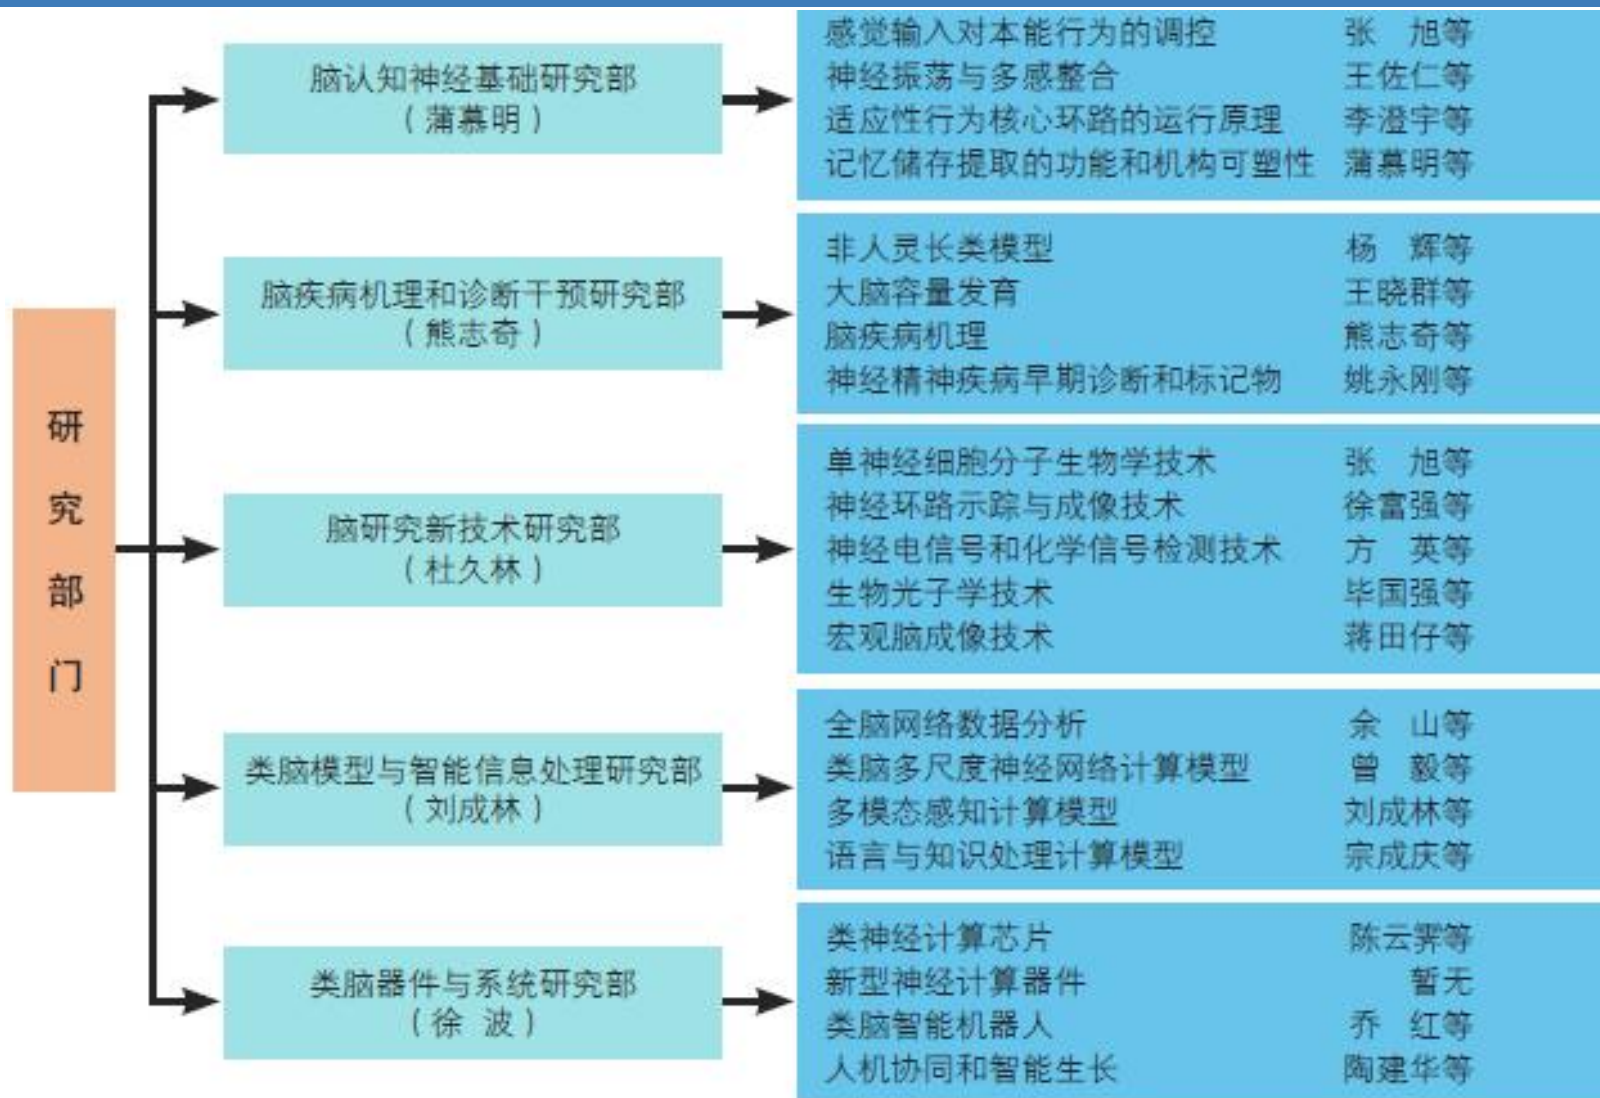 研究部门
脑认知神经基础研究部
（蒲慕明）
感觉输入对本能行为的调控 张 旭等
神经振荡与多感整合 王佐仁等
适应性行为核心环路的运行原理 李澄宇等
记忆储存提取的功能和机构可塑性 蒲慕明等
脑疾病机理和诊断干预研究部
（熊志奇）
非人灵长类模型 杨 辉等
大脑容量发育 王晓群等
脑疾病机理 熊志奇等
神经精神疾病早期诊断和标记物 姚永刚等
脑研究新技术研究部
（杜久林）
单神经细胞分子生物学技术 张 旭等
神经环路示踪与成像技术 徐富强等
神经电信号和化学信号检测技术 方 英等
生物光子学技术 毕国强等
宏观脑成像技术 蒋田仔等
类脑模型与智能信息处理研究部
（刘成林）
全脑网络数据分析 余 山等
类脑多尺度神经网络计算模型 曾 毅等
多模态感知计算模型 刘成林等
语言与知识处理计算模型 宗成庆等
类脑器件与系统研究部
（徐 波）
类神经计算芯片 陈云霁等
新型神经计算器件 暂无
类脑智能机器人 乔 红等
人机协同和智能生长 陶建华等